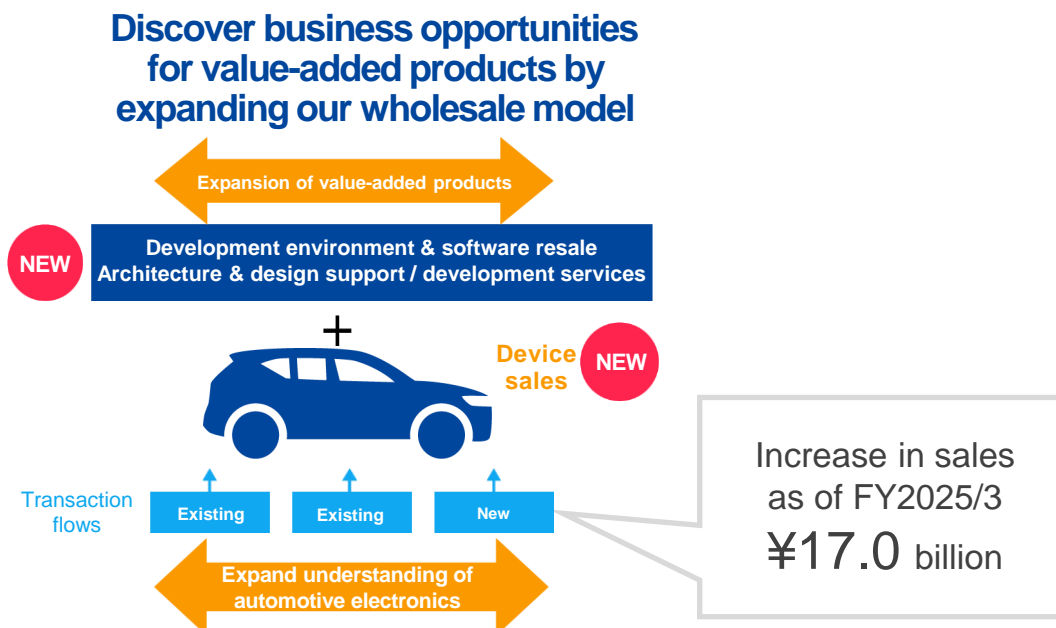 Discover business opportunities
for value-added products by
expanding our wholesale model
Expansion of value-added products
NEW
Development environment & software resale
Architecture & design support / development services
+
Device
sales
NEW
Transaction
flows
Existing
Existing
New
Expand understanding of
automotive electronics
Increase in sales
as of FY2025/3
¥17.0 billion